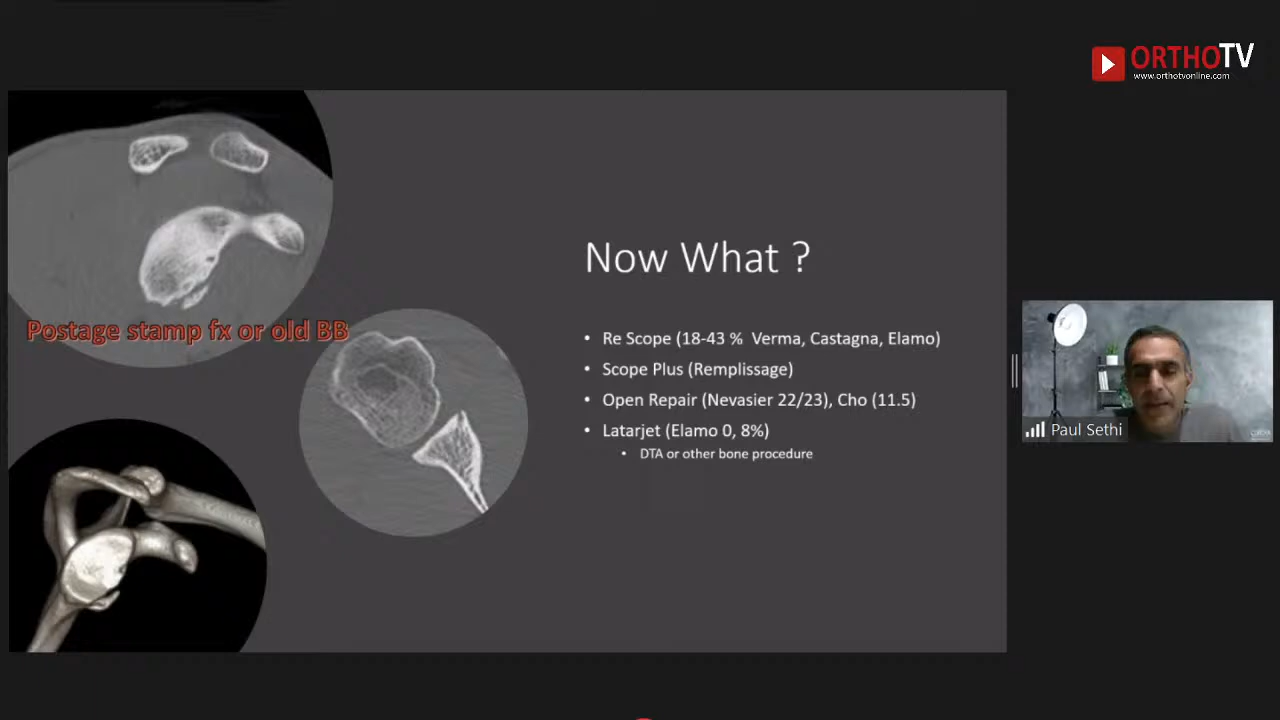 ORTHOTV
www.orthotvonline.com
Now What ?
Postage stamp fx or old BB
• Re Scope (18-43 % Verma, Castagna, Elamo)
• Scope Plus (Remplissage)
• Open Repair (Nevasier 22/23), Cho (11.5)
• Latarjet (Elamo 0, 8%)
• DTA or other bone procedure
Paul Sethi